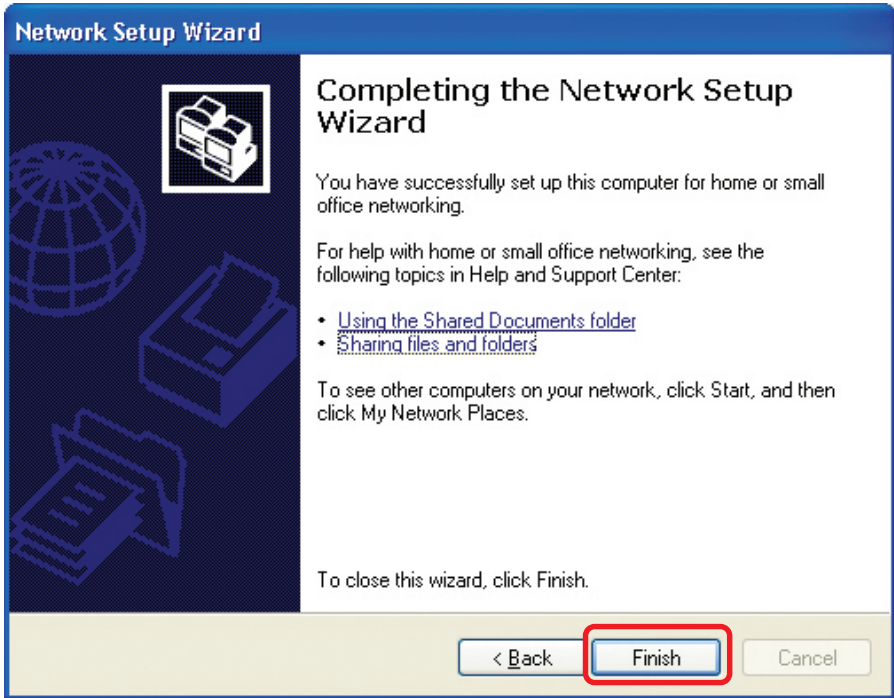 Network Setup Wizard
Completing the Network Setup
Wizard
You have successfully set up this computer for home or small
office networking.
For help with home or small office networking, see the
following topics in Help and Support Center:
• Using the Shared Documents folder
• Sharing files and folders
To see other computers on your network, click Start, and then
click My Network Places.
To close this wizard, click Finish.
< Back Finish Cancel